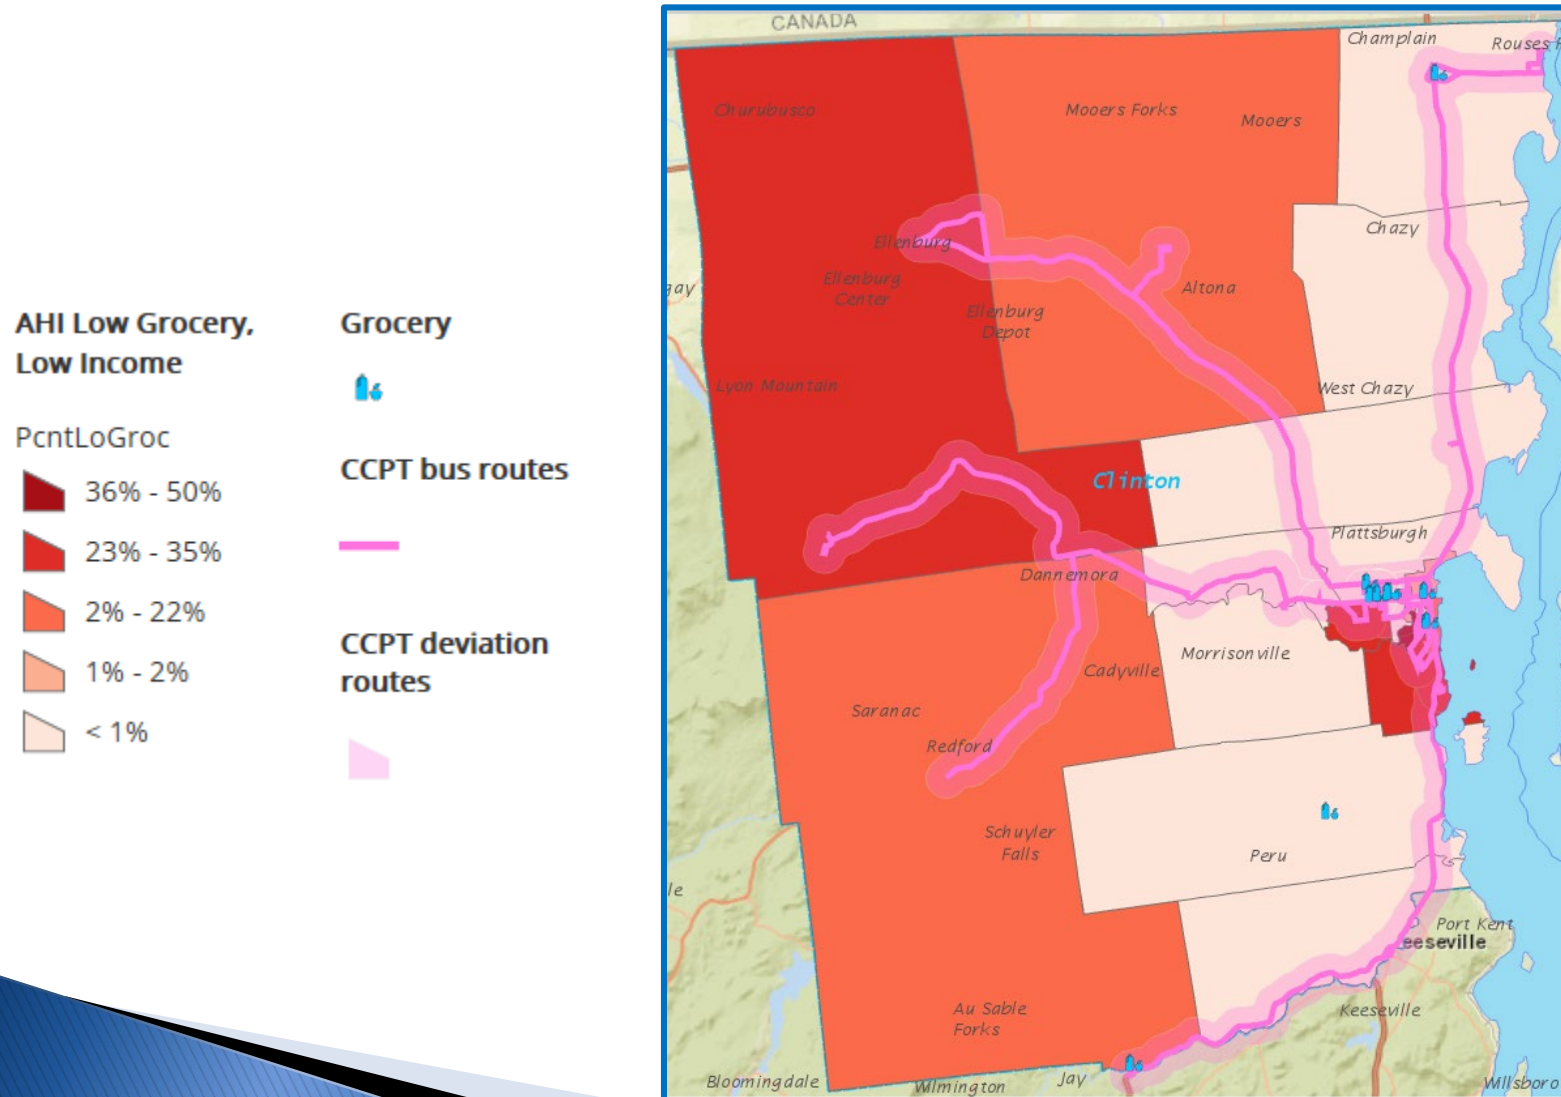 AHI Low Grocery,
Low Income
PcntLoGroc
36% - 50%
23% - 35%
2% - 22%
1% - 2%
< 1%
Grocery
CCPT bus routes
CCPT deviation
routes
CANADA
Champlain
Rouses
Churubusco
Mooers Forks
Mooers
Chazy
Ellenburg
Ellenburg
Center
gay
Altona
Ellenburg
Depot
Lyon Mountain
West Chazy
Clinton
Plattsburgh
Dannemora
Morrisonville
Cadyville
Saranac
Redford
Schuyler
Falls
Peru
le
Port Kent
eeseville
Au Sable
Forks
Keeseville
Bloomingdale
Wilmington
Jay
Willsboro